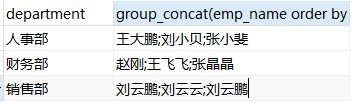 department group_concat(emp_name order by
人事部 王大鹏;刘小贝;张小斐
财务部 赵刚;王飞飞;张晶晶
销售部 刘云鹏;刘云云;刘云鹏